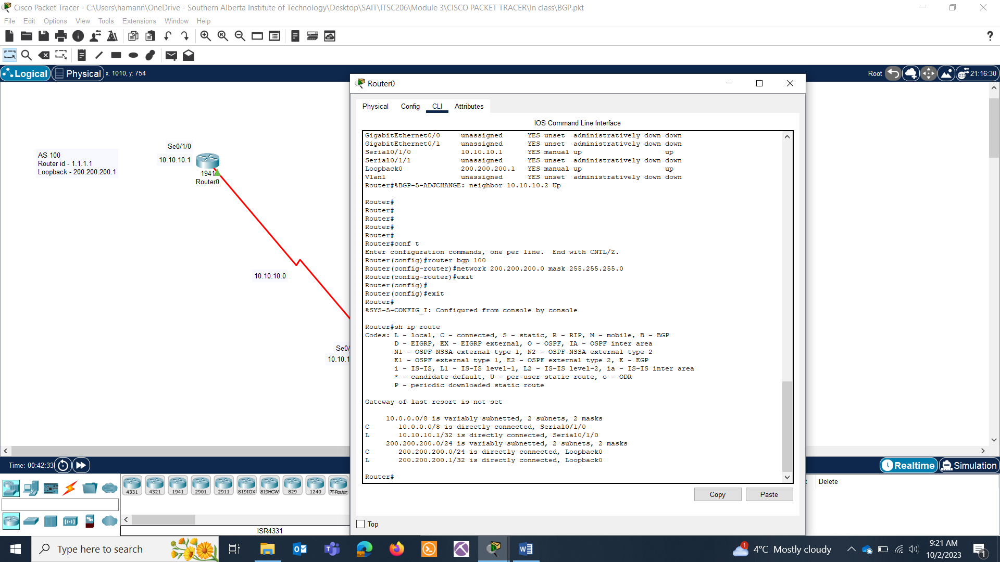 Cisco Packet Tracer - C:\Users\hamann\OneDrive - Southern Alberta Institute of Technology\Desktop\SAIT\ITSC206\Module 3\CISCO PACKET TRACER\In class\BGP.pkt
File Edit Options View Tools Extensions Window Help
Logical Physical x: 1010, y: 754
Root 21:16:30
AS 100
Router id - 1.1.1.1
Loopback - 200.200.200.1
Se0/1/0
10.10.10.1
1941
Router0
10.10.10.0
Se0/
10.10.1
Router0
Physical Config CLI Attributes
IOS Command Line Interface
GigabitEthernet0/0 unassigned YES unset administratively down down
GigabitEthernet0/1 unassigned YES unset administratively down down
Serial0/1/0 10.10.10.1 YES manual up up
Serial0/1/1 unassigned YES unset administratively down down
Loopback0 200.200.200.1 YES manual up up
Vlan1 unassigned YES unset administratively down down
Router#%BGP-5-ADJCHANGE: neighbor 10.10.10.2 Up
Router#
Router#
Router#
Router#
Router#
Router#conf t
Enter configuration commands, one per line. End with CNTL/Z.
Router(config)#router bgp 100
Router(config-router)#network 200.200.200.0 mask 255.255.255.0
Router(config-router)#exit
Router(config)#
Router(config)#exit
Router#
%SYS-5-CONFIG_I: Configured from console by console
Router#sh ip route
Codes: L - local, C - connected, S - static, R - RIP, M - mobile, B - BGP
D - EIGRP, EX - EIGRP external, O - OSPF, IA - OSPF inter area
N1 - OSPF NSSA external type 1, N2 - OSPF NSSA external type 2
E1 - OSPF external type 1, E2 - OSPF external type 2, E - EGP
i - IS-IS, L1 - IS-IS level-1, L2 - IS-IS level-2, ia - IS-IS inter area
* - candidate default, U - per-user static route, o - ODR
P - periodic downloaded static route
Gateway of last resort is not set
10.0.0.0/8 is variably subnetted, 2 subnets, 2 masks
C 10.0.0.0/8 is directly connected, Serial0/1/0
L 10.10.10.1/32 is directly connected, Serial0/1/0
200.200.200.0/24 is variably subnetted, 2 subnets, 2 masks
C 200.200.200.0/24 is directly connected, Loopback0
L 200.200.200.1/32 is directly connected, Loopback0
Router#
Copy Paste
Top
Time: 00:42:33
Realtime Simulation
4331 4321 1941 2901 2911 819IOX 819HGW 829 1240 PT-Router
t Delete
ISR4331
Type here to search
4°C Mostly cloudy
9:21 AM
10/2/2023
1
1